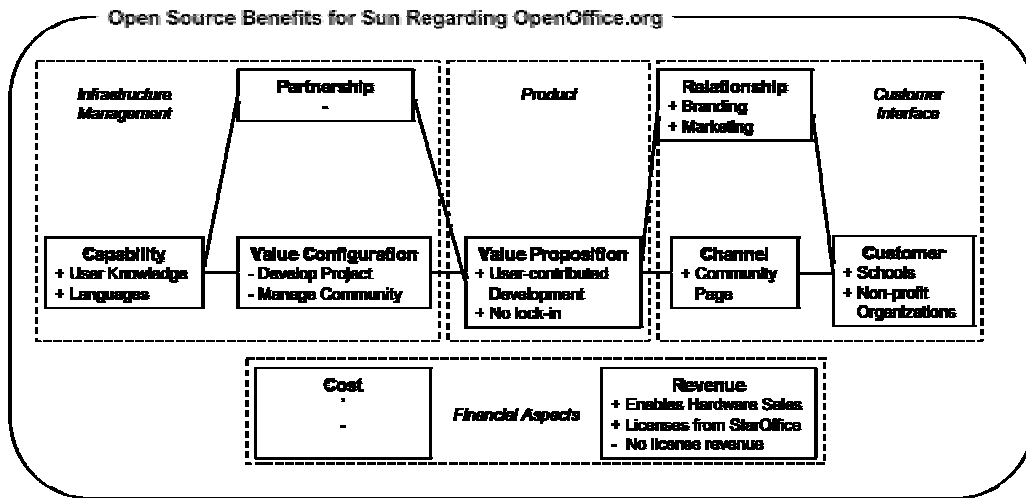 Open Source Benefits for Sun Regarding OpenOffice.org
Infrastructure
Management
Partnership
-
Product
Relationship
+ Branding
+ Marketing
Customer
Interface
Capability
+ User Knowledge
+ Languages
Value Configuration
- Develop Project
- Manage Community
Value Proposition
+ User-contributed
Development
+ No lock-in
Channel
+ Community
Page
Customer
+ Schools
+ Non-profit
Organizations
Cost
-
Financial Aspects
Revenue
+ Enables Hardware Sales
+ Licenses from StarOffice
- No license revenue